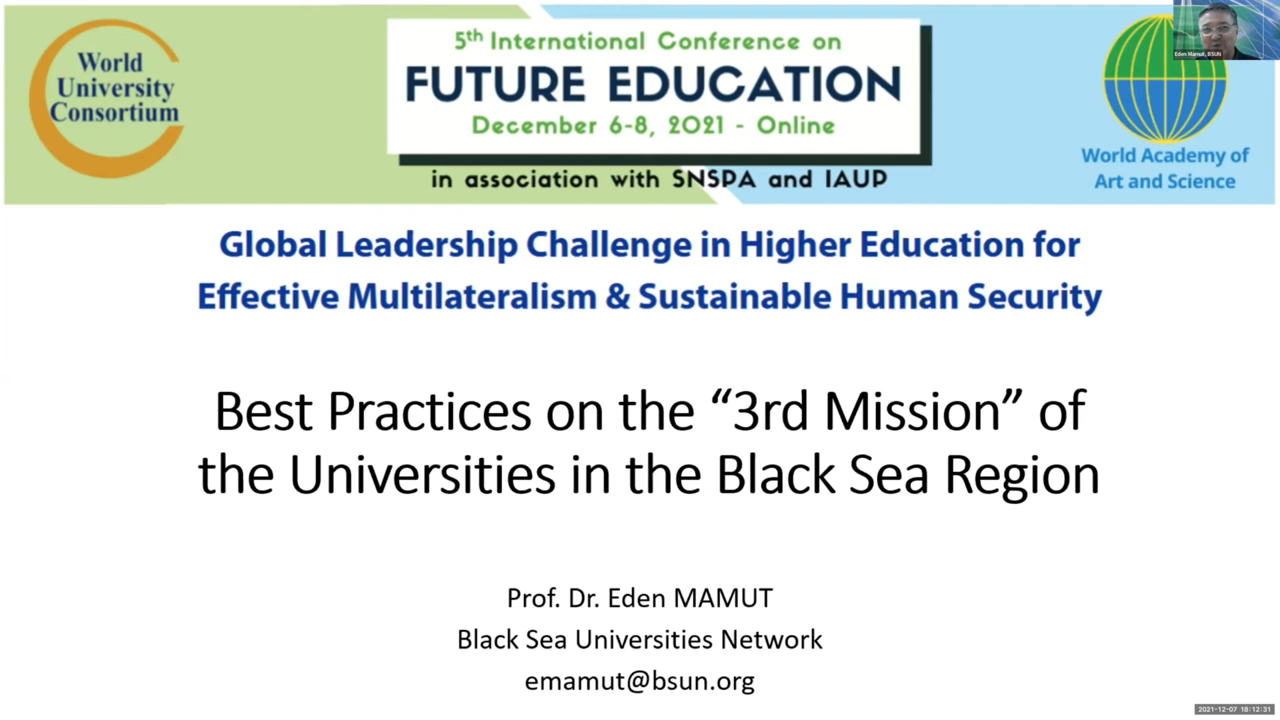 World
University
Consortium
5th International Conference on
FUTURE EDUCATION
December 6-8, 2021 - Online
in association with SNSPA and IAUP
World Academy of
Art and Science
Eden Mamut, BSUN
Global Leadership Challenge in Higher Education for
Effective Multilateralism & Sustainable Human Security
Best Practices on the “3rd Mission” of
the Universities in the Black Sea Region
Prof. Dr. Eden MAMUT
Black Sea Universities Network
emamut@bsun.org
2021-12-07 18:12:31